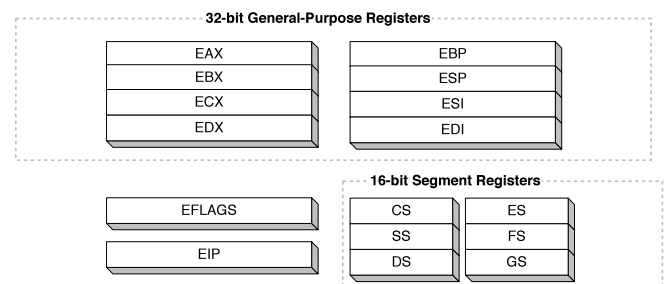 32-bit General-Purpose Registers
EAX
EBX
ECX
EDX
EBP
ESP
ESI
EDI
EFLAGS
EIP
16-bit Segment Registers
CS
SS
DS
ES
FS
GS